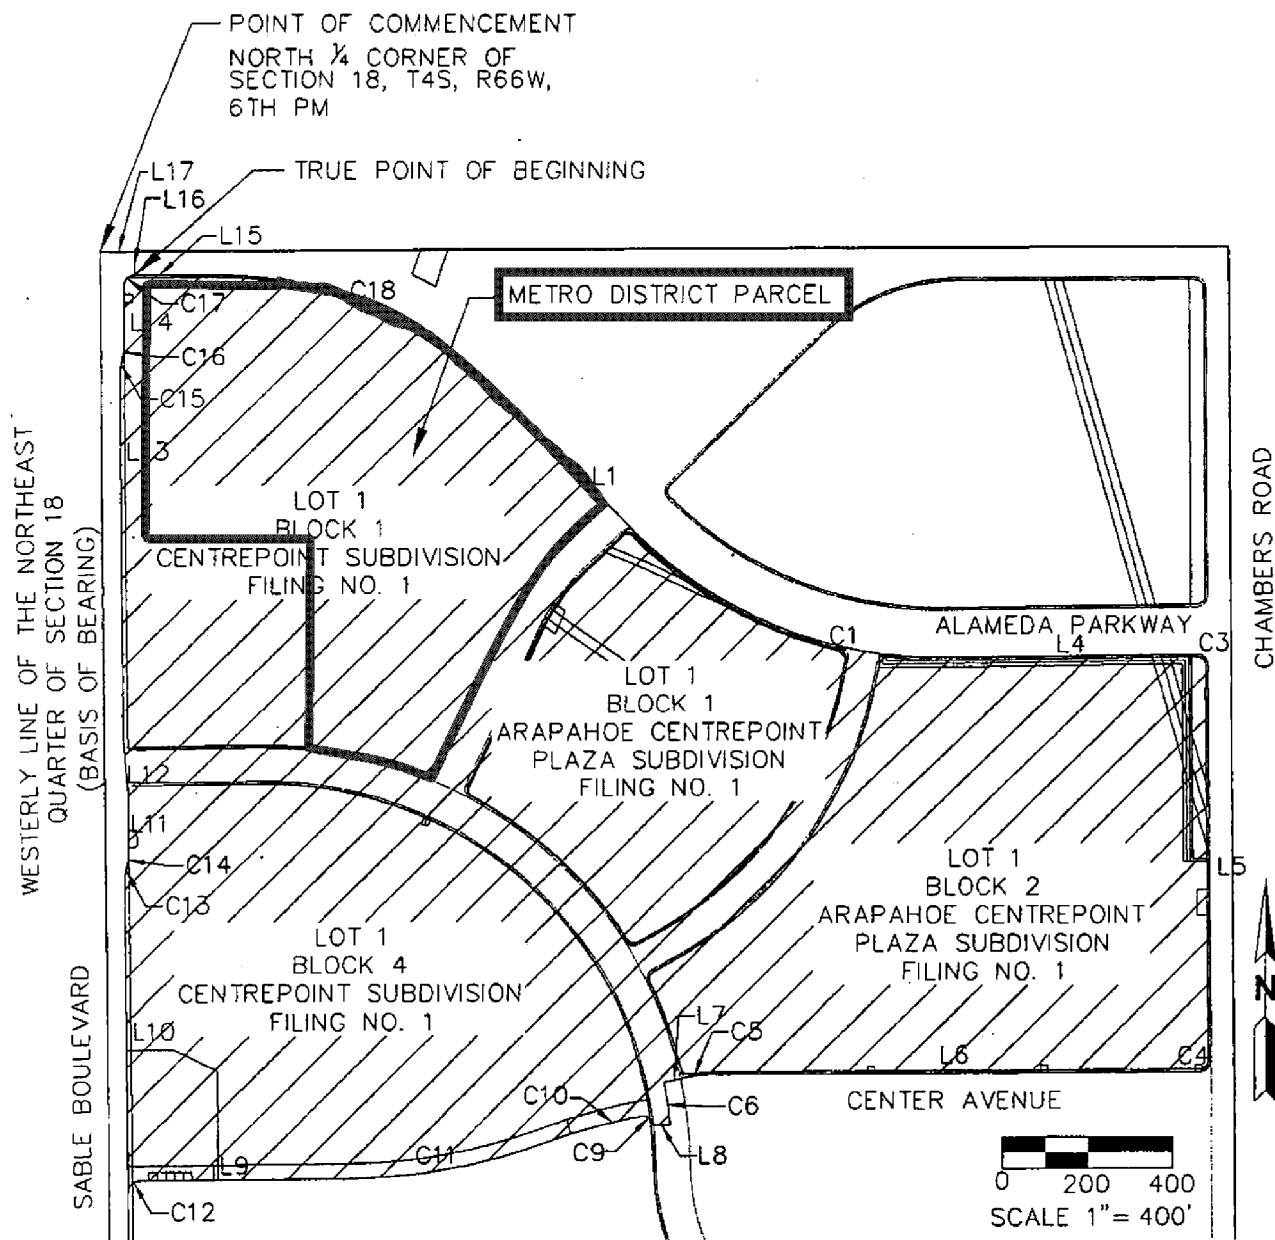 POINT OF COMMENCEMENT
NORTH ¼ CORNER OF
SECTION 18, T4S, R66W,
6TH PM
L17
TRUE POINT OF BEGINNING
L16
L15
C18
METRO DISTRICT PARCEL
C17
C16
C15
L1
LOT 1
BLOCK 1
CENTREPOINT SUBDIVISION
FILING NO. 1
WESTERLY LINE OF THE NORTHEAST
QUARTER OF SECTION 18
(BASIS OF BEARING)
CHAMBERS ROAD
ALAMEDA PARKWAY
C1
L4
C3
LOT 1
BLOCK 1
ARAPAHOE CENTREPOINT
PLAZA SUBDIVISION
FILING NO. 1
L12
L11
C14
C13
LOT 1
BLOCK 2
ARAPAHOE CENTREPOINT
PLAZA SUBDIVISION
FILING NO. 1
L5
LOT 1
BLOCK 4
CENTREPOINT SUBDIVISION
FILING NO. 1
N
SABLE BOULEVARD
L10
L7
C5
L6
C4
C10
C6
CENTER AVENUE
C11
C9
L8
L9
C12
0 200 400
SCALE 1"= 400'